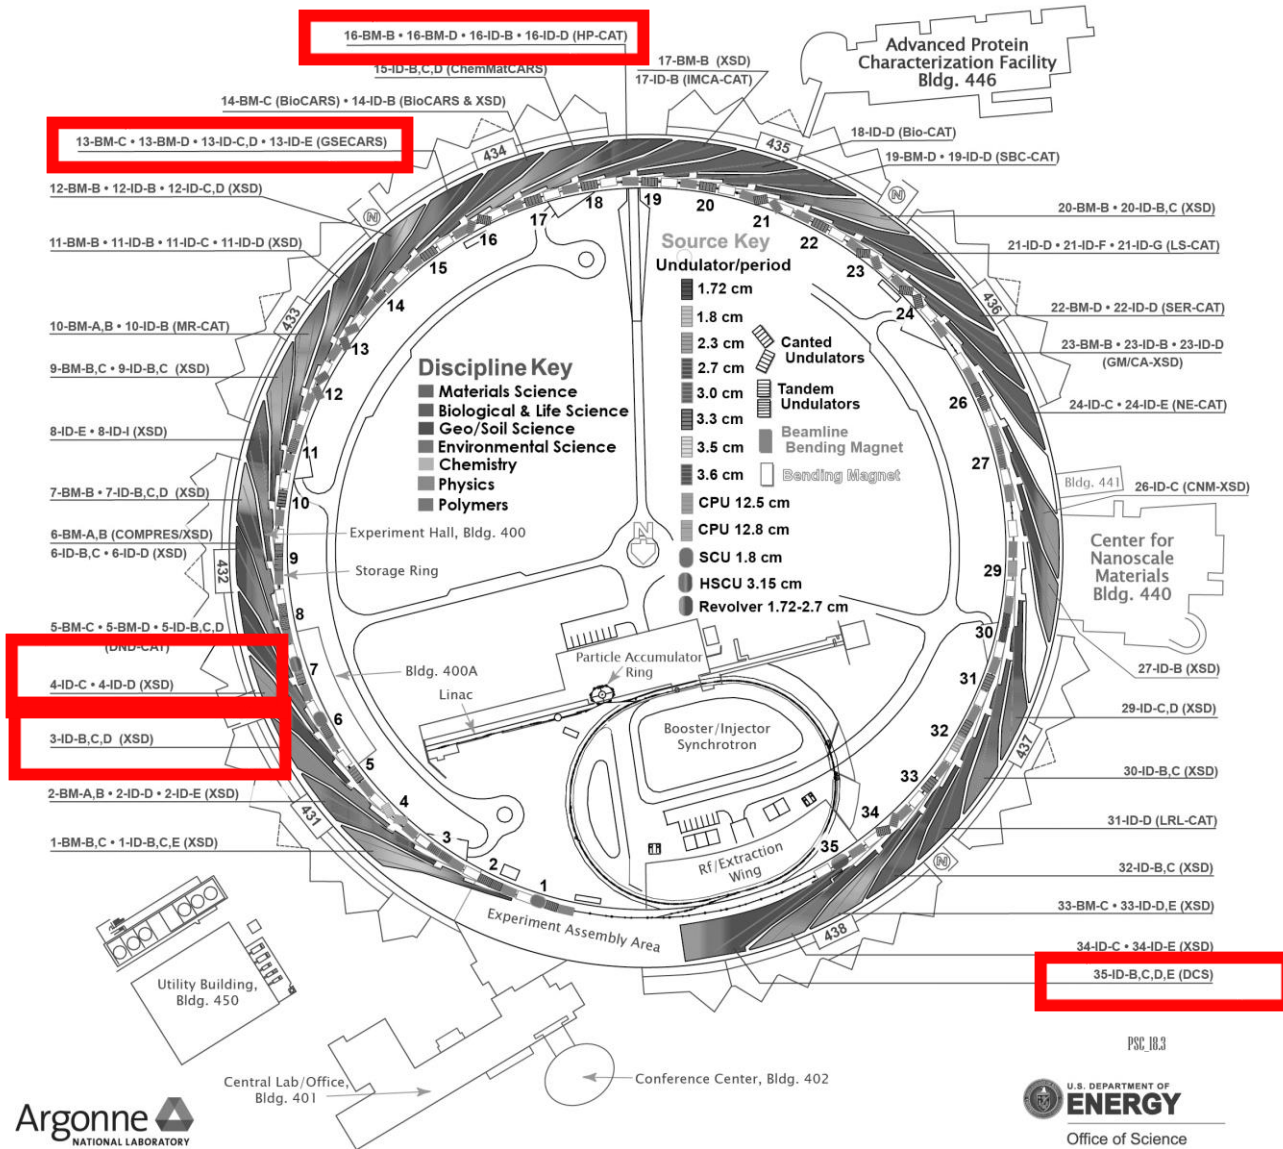 16-BM-B • 16-BM-D • 16-ID-B • 16-ID-D (HP-CAT)
15-ID-B,C,D (ChemMatCARS)
17-BM-B (XSD)
17-ID-B (IMCA-CAT)
Advanced Protein
Characterization Facility
Bldg. 446
14-BM-C (BioCARS) • 14-ID-B (BioCARS & XSD)
13-BM-C • 13-BM-D • 13-ID-C,D • 13-ID-E (GSECARS)
18-ID-D (Bio-CAT)
19-BM-D • 19-ID-D (SBC-CAT)
12-BM-B • 12-ID-B • 12-ID-C,D (XSD)
20-BM-B • 20-ID-B,C (XSD)
11-BM-B • 11-ID-B • 11-ID-C • 11-ID-D (XSD)
21-ID-D • 21-ID-F • 21-ID-G (LS-CAT)
10-BM-A,B • 10-ID-B (MR-CAT)
22-BM-D • 22-ID-D (SER-CAT)
9-BM-B,C • 9-ID-B,C (XSD)
23-BM-B • 23-ID-B • 23-ID-D
(GM/CA-XSD)
8-ID-E • 8-ID-I (XSD)
24-ID-C • 24-ID-E (NE-CAT)
7-BM-B • 7-ID-B,C,D (XSD)
Bldg. 441
26-ID-C (CNM-XSD)
6-BM-A,B (COMPRES/XSD)
6-ID-B,C • 6-ID-D (XSD)
Center for
Nanoscale
Materials
Bldg. 440
5-BM-C • 5-BM-D • 5-ID-B,C,D
(DND-CAT)
27-ID-B (XSD)
4-ID-C • 4-ID-D (XSD)
29-ID-C,D (XSD)
3-ID-B,C,D (XSD)
30-ID-B,C (XSD)
2-BM-A,B • 2-ID-D • 2-ID-E (XSD)
31-ID-D (LRL-CAT)
1-BM-B,C • 1-ID-B,C,E (XSD)
32-ID-B,C (XSD)
33-BM-C • 33-ID-D,E (XSD)
34-ID-C • 34-ID-E (XSD)
35-ID-B,C,D,E (DCS)
434
435
433
436
432
431
437
438
N
N
N
N
1
2
3
4
5
6
7
8
9
10
11
12
13
14
15
16
17
18
19
20
21
22
23
24
26
27
29
30
31
32
33
34
35
Source Key
Undulator/period
1.72 cm
1.8 cm
2.3 cm
2.7 cm
3.0 cm
3.3 cm
3.5 cm
3.6 cm
CPU 12.5 cm
CPU 12.8 cm
SCU 1.8 cm
HSCU 3.15 cm
Revolver 1.72-2.7 cm
Canted
Undulators
Tandem
Undulators
Beamline
Bending Magnet
Bending Magnet
Discipline Key
Materials Science
Biological & Life Science
Geo/Soil Science
Environmental Science
Chemistry
Physics
Polymers
Experiment Hall, Bldg. 400
Storage Ring
Bldg. 400A
Linac
Particle Accumulator
Ring
Booster/Injector
Synchrotron
Rf/Extraction
Wing
Experiment Assembly Area
Utility Building,
Bldg. 450
Central Lab/Office,
Bldg. 401
Conference Center, Bldg. 402
PSC_18.3
Argonne
NATIONAL LABORATORY
U.S. DEPARTMENT OF
ENERGY
Office of Science